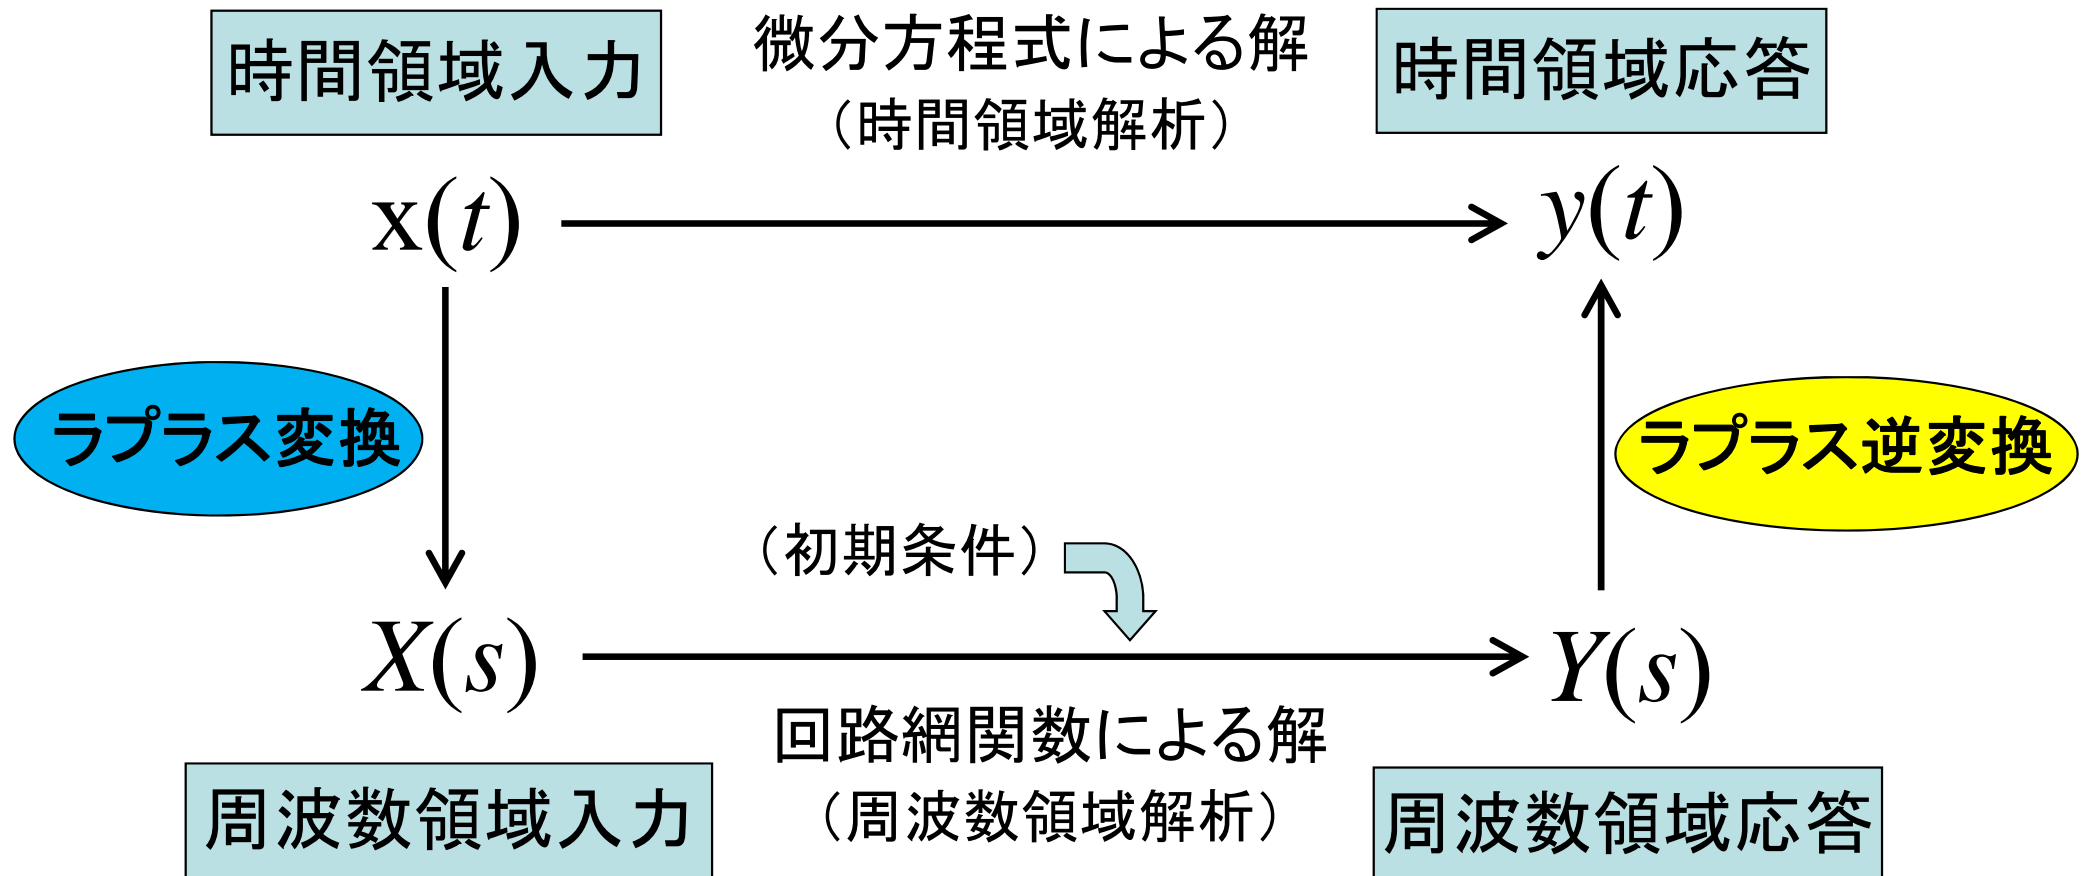 時間領域入力
微分方程式による解
（時間領域解析）
時間領域応答
x(t)
y(t)
ラプラス変換
ラプラス逆変換
（初期条件）
X(s)
Y(s)
回路網関数による解
（周波数領域解析）
周波数領域入力
周波数領域応答